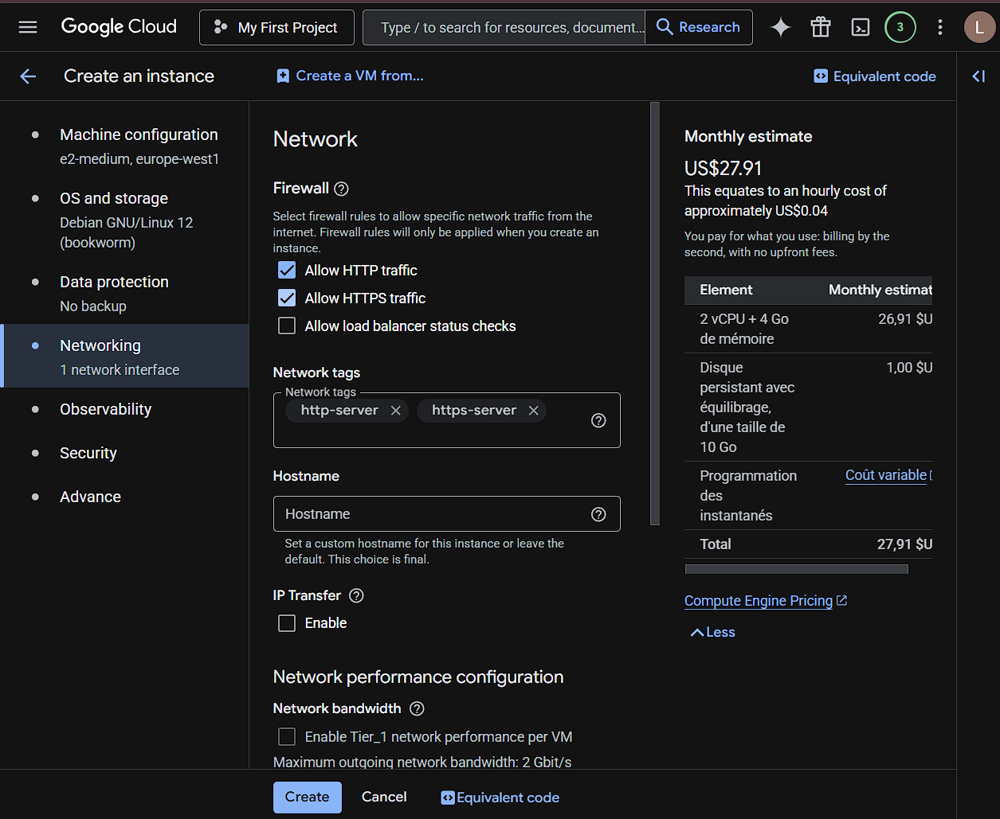 Google Cloud
My First Project
Type / to search for resources, document...
Research
3
L
Create an instance
Create a VM from...
Equivalent code
Machine configuration
e2-medium, europe-west1
OS and storage
Debian GNU/Linux 12
(bookworm)
Data protection
No backup
Networking
1 network interface
Observability
Security
Advance
Network
Firewall
Select firewall rules to allow specific network traffic from the
internet. Firewall rules will only be applied when you create an
instance.
Allow HTTP traffic
Allow HTTPS traffic
Allow load balancer status checks
Network tags
Network tags
http-server
https-server
Hostname
Hostname
Set a custom hostname for this instance or leave the
default. This choice is final.
IP Transfer
Enable
Network performance configuration
Network bandwidth
Enable Tier_1 network performance per VM
Maximum outgoing network bandwidth: 2 Gbit/s
Create
Cancel
Equivalent code
Monthly estimate
US$27.91
This equates to an hourly cost of
approximately US$0.04
You pay for what you use: billing by the
second, with no upfront fees.
Element Monthly estimat
2 vCPU + 4 Go 26,91 $U
de mémoire
Disque 1,00 $U
persistant avec
équilibrage,
d'une taille de
10 Go
Programmation Coût variable
des
instantanés
Total 27,91 $U
Compute Engine Pricing
Less